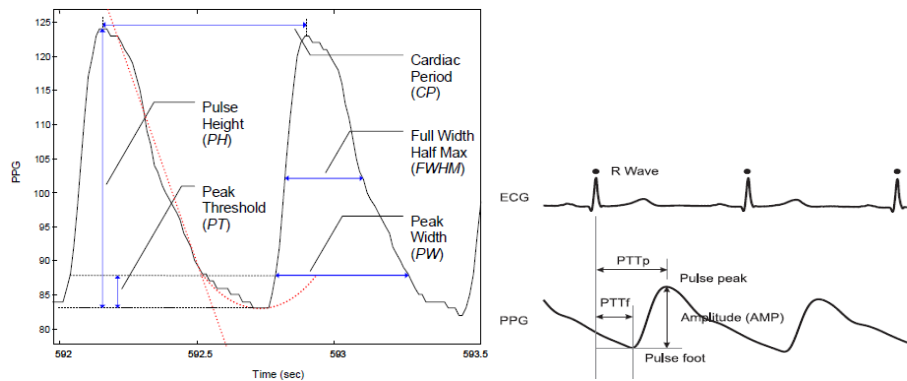 125
120
115
110
105
100
95
90
85
80
PPG
592
592.5
593
593.5
Time (sec)
Pulse
Height
(PH)
Peak
Threshold
(PT)
Cardiac
Period
(CP)
Full Width
Half Max
(FWHM)
Peak
Width
(PW)
R Wave
ECG
PTTp
Pulse peak
PTTf
Amplitude (AMP)
PPG
Pulse foot